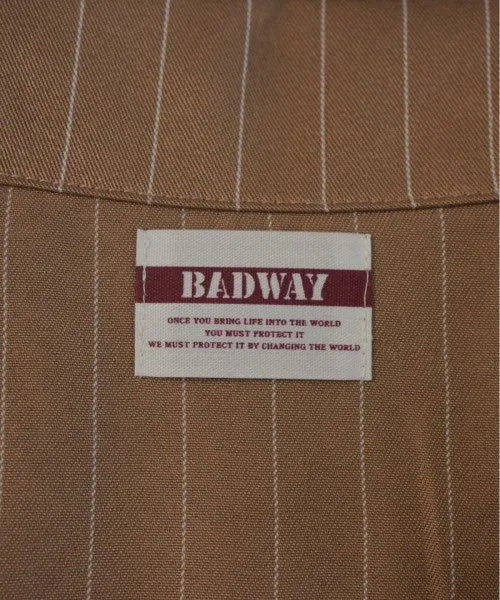 BADWAY
ONCE YOU BRING LIFE INTO THE WORLD
YOU MUST PROTECT IT
WE MUST PROTECT IT BY CHANGING THE WORLD